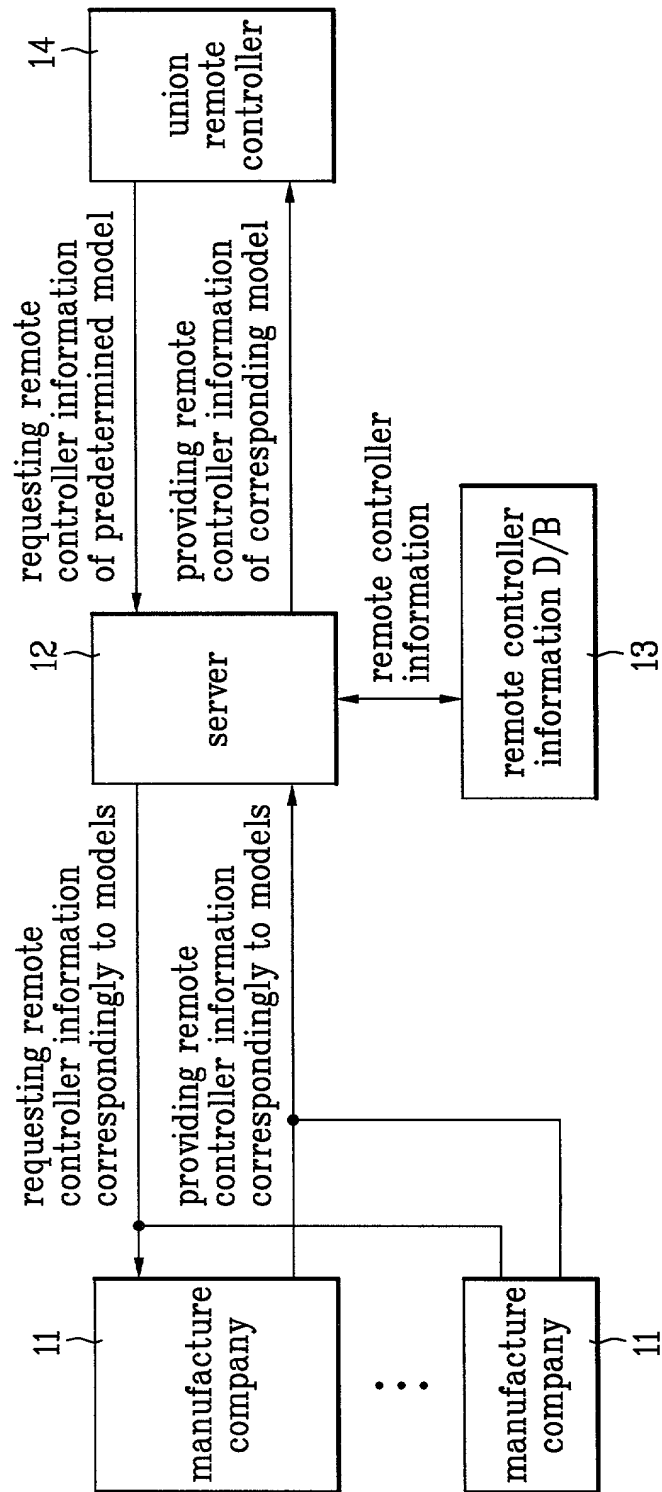 11
manufacture
company
11
manufacture
company
requesting remote
controller information
correspondingly to models
providing remote
controller information
correspondingly to models
12
server
remote controller
information
remote controller
information D/B
13
requesting remote
controller information
of predetermined model
providing remote
controller information
of corresponding model
14
union
remote
controller